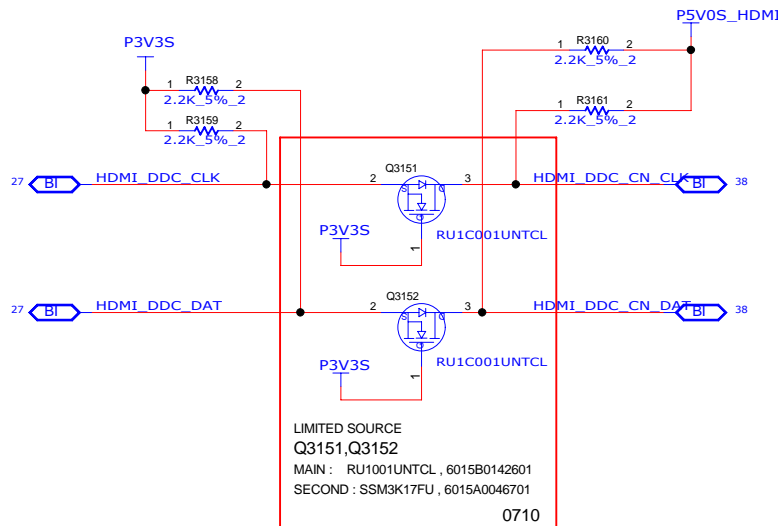 P5V0S_HDMI
P3V3S
1 R3160 2
2.2K_5%_2
1 R3158 2
2.2K_5%_2
1 R3161 2
2.2K_5%_2
1 R3159 2
2.2K_5%_2
27 BI HDMI_DDC_CLK 2 Q3151 3 HDMI_DDC_CN_CLK BI 38
S D
G
P3V3S 1 RU1C001UNTCL
27 BI HDMI_DDC_DAT 2 Q3152 3 HDMI_DDC_CN_DAT BI 38
S D
G
P3V3S 1 RU1C001UNTCL
LIMITED SOURCE
Q3151,Q3152
MAIN : RU1001UNTCL , 6015B0142601
SECOND : SSM3K17FU , 6015A0046701
0710